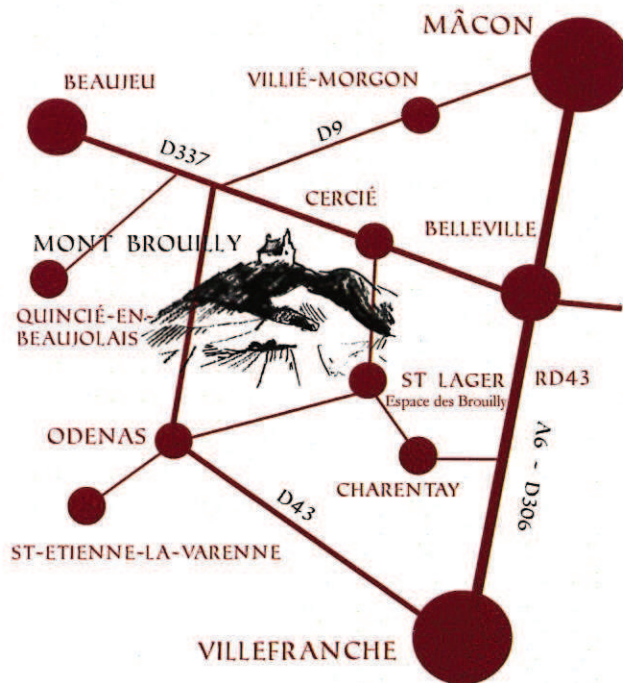 MÂCON
BEAUJEU
VILLIÉ-MORGON
D9
D337
CERCIÉ
BELLEVILLE
MONT BROUILLY
QUINCIÉ-EN-
BEAUJOLAIS
ST LAGER
Espace des Brouilly
RD43
ODENAS
A6 - D306
CHARENTAY
D43
ST-ETIENNE-LA-VARENNE
VILLEFRANCHE